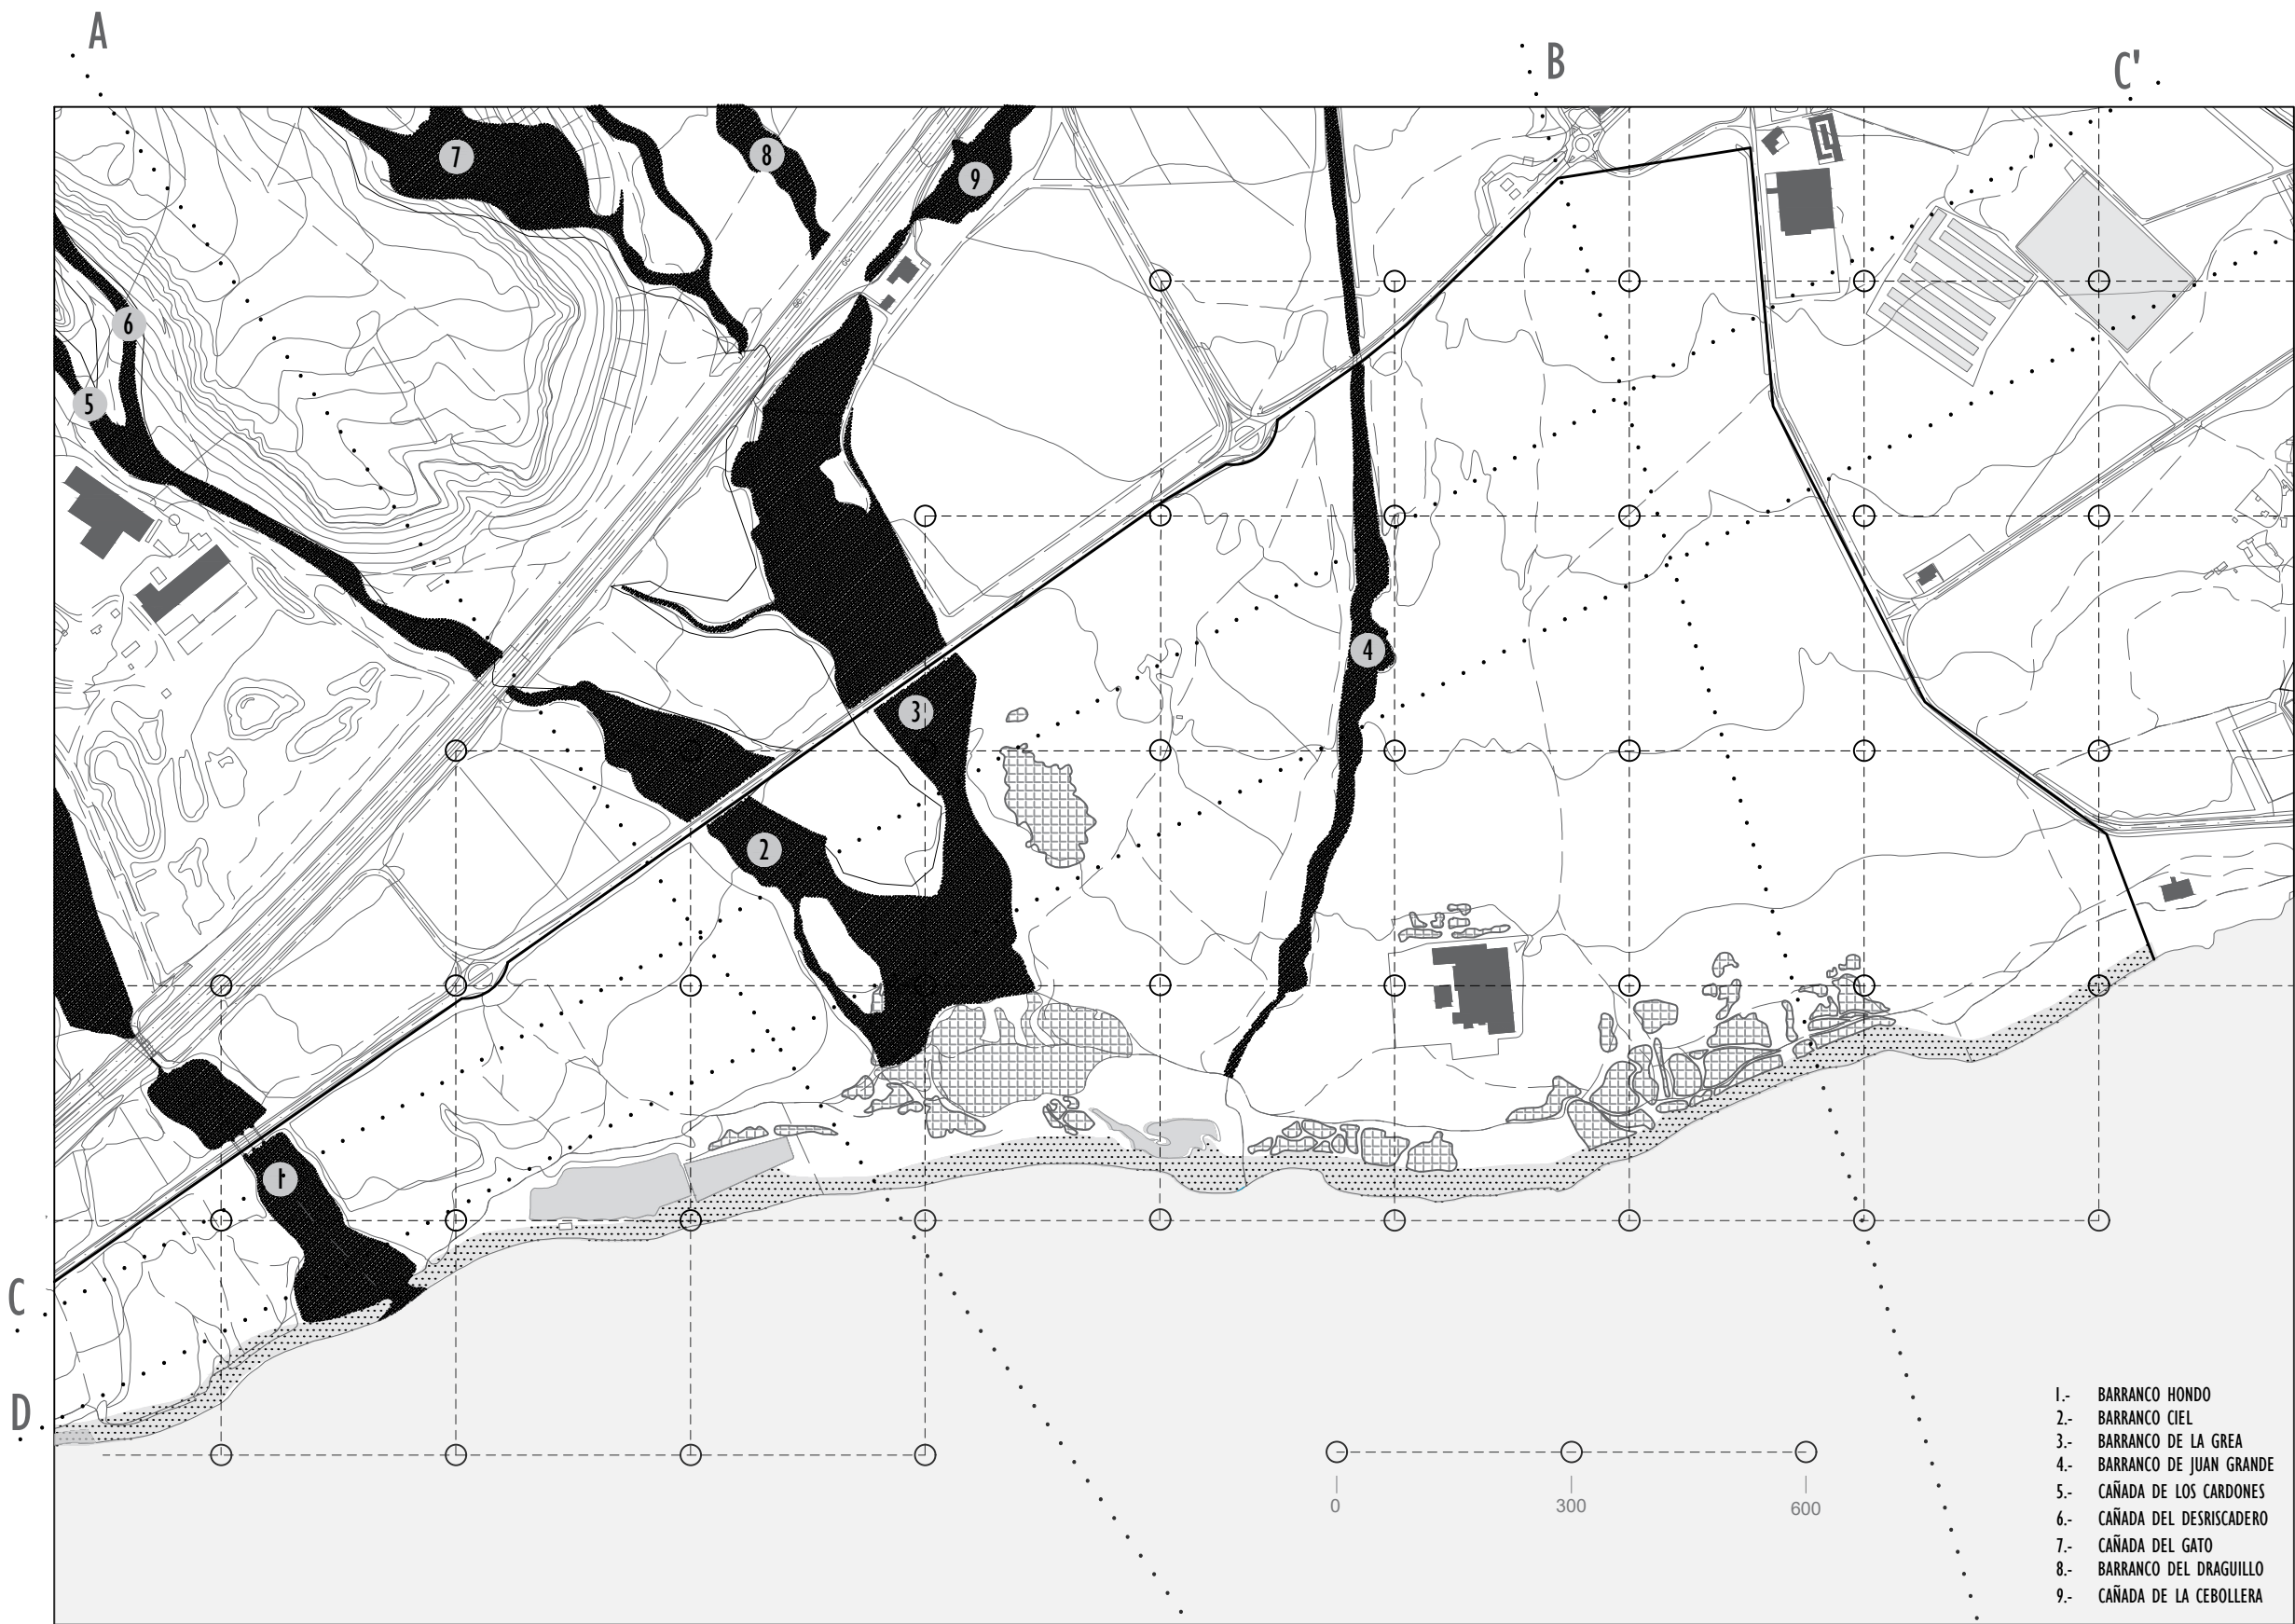 A
B
C'
7
8
9
6
5
4
3
2
1
C
D
0 300 600
1.- BARRANCO HONDO
2.- BARRANCO CIEL
3.- BARRANCO DE LA GREA
4.- BARRANCO DE JUAN GRANDE
5.- CAÑADA DE LOS CARDONES
6.- CAÑADA DEL DESRISCADERO
7.- CAÑADA DEL GATO
8.- BARRANCO DEL DRAGUILLO
9.- CAÑADA DE LA CEBOLLERA